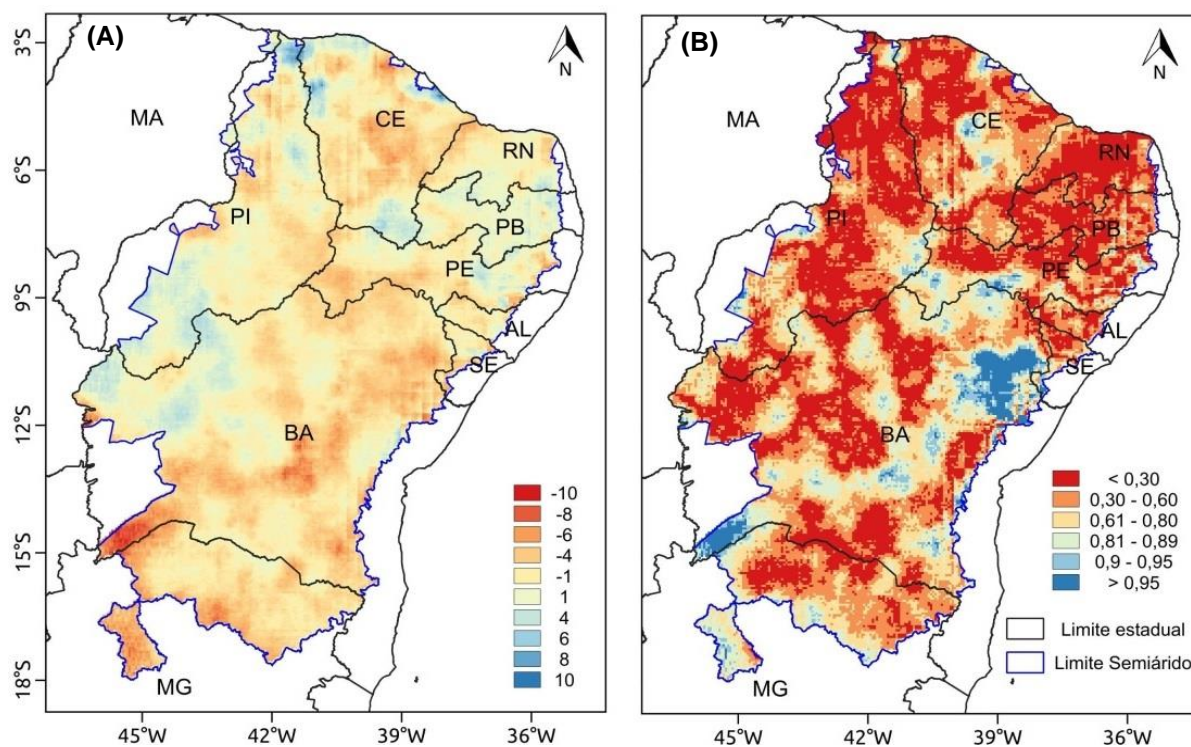 (A)
N
3°S
6°S
9°S
12°S
15°S
18°S
MA
CE
RN
PI
PB
PE
AL
SE
BA
MG
-10
-8
-6
-4
-1
1
4
6
8
10
45°W
42°W
39°W
36°W
(B)
N
MA
CE
RN
PI
PB
PE
AL
SE
BA
MG
< 0,30
0,30 - 0,60
0,61 - 0,80
0,81 - 0,89
0,9 - 0,95
> 0,95
Limite estadual
Limite Semiárido
45°W
42°W
39°W
36°W